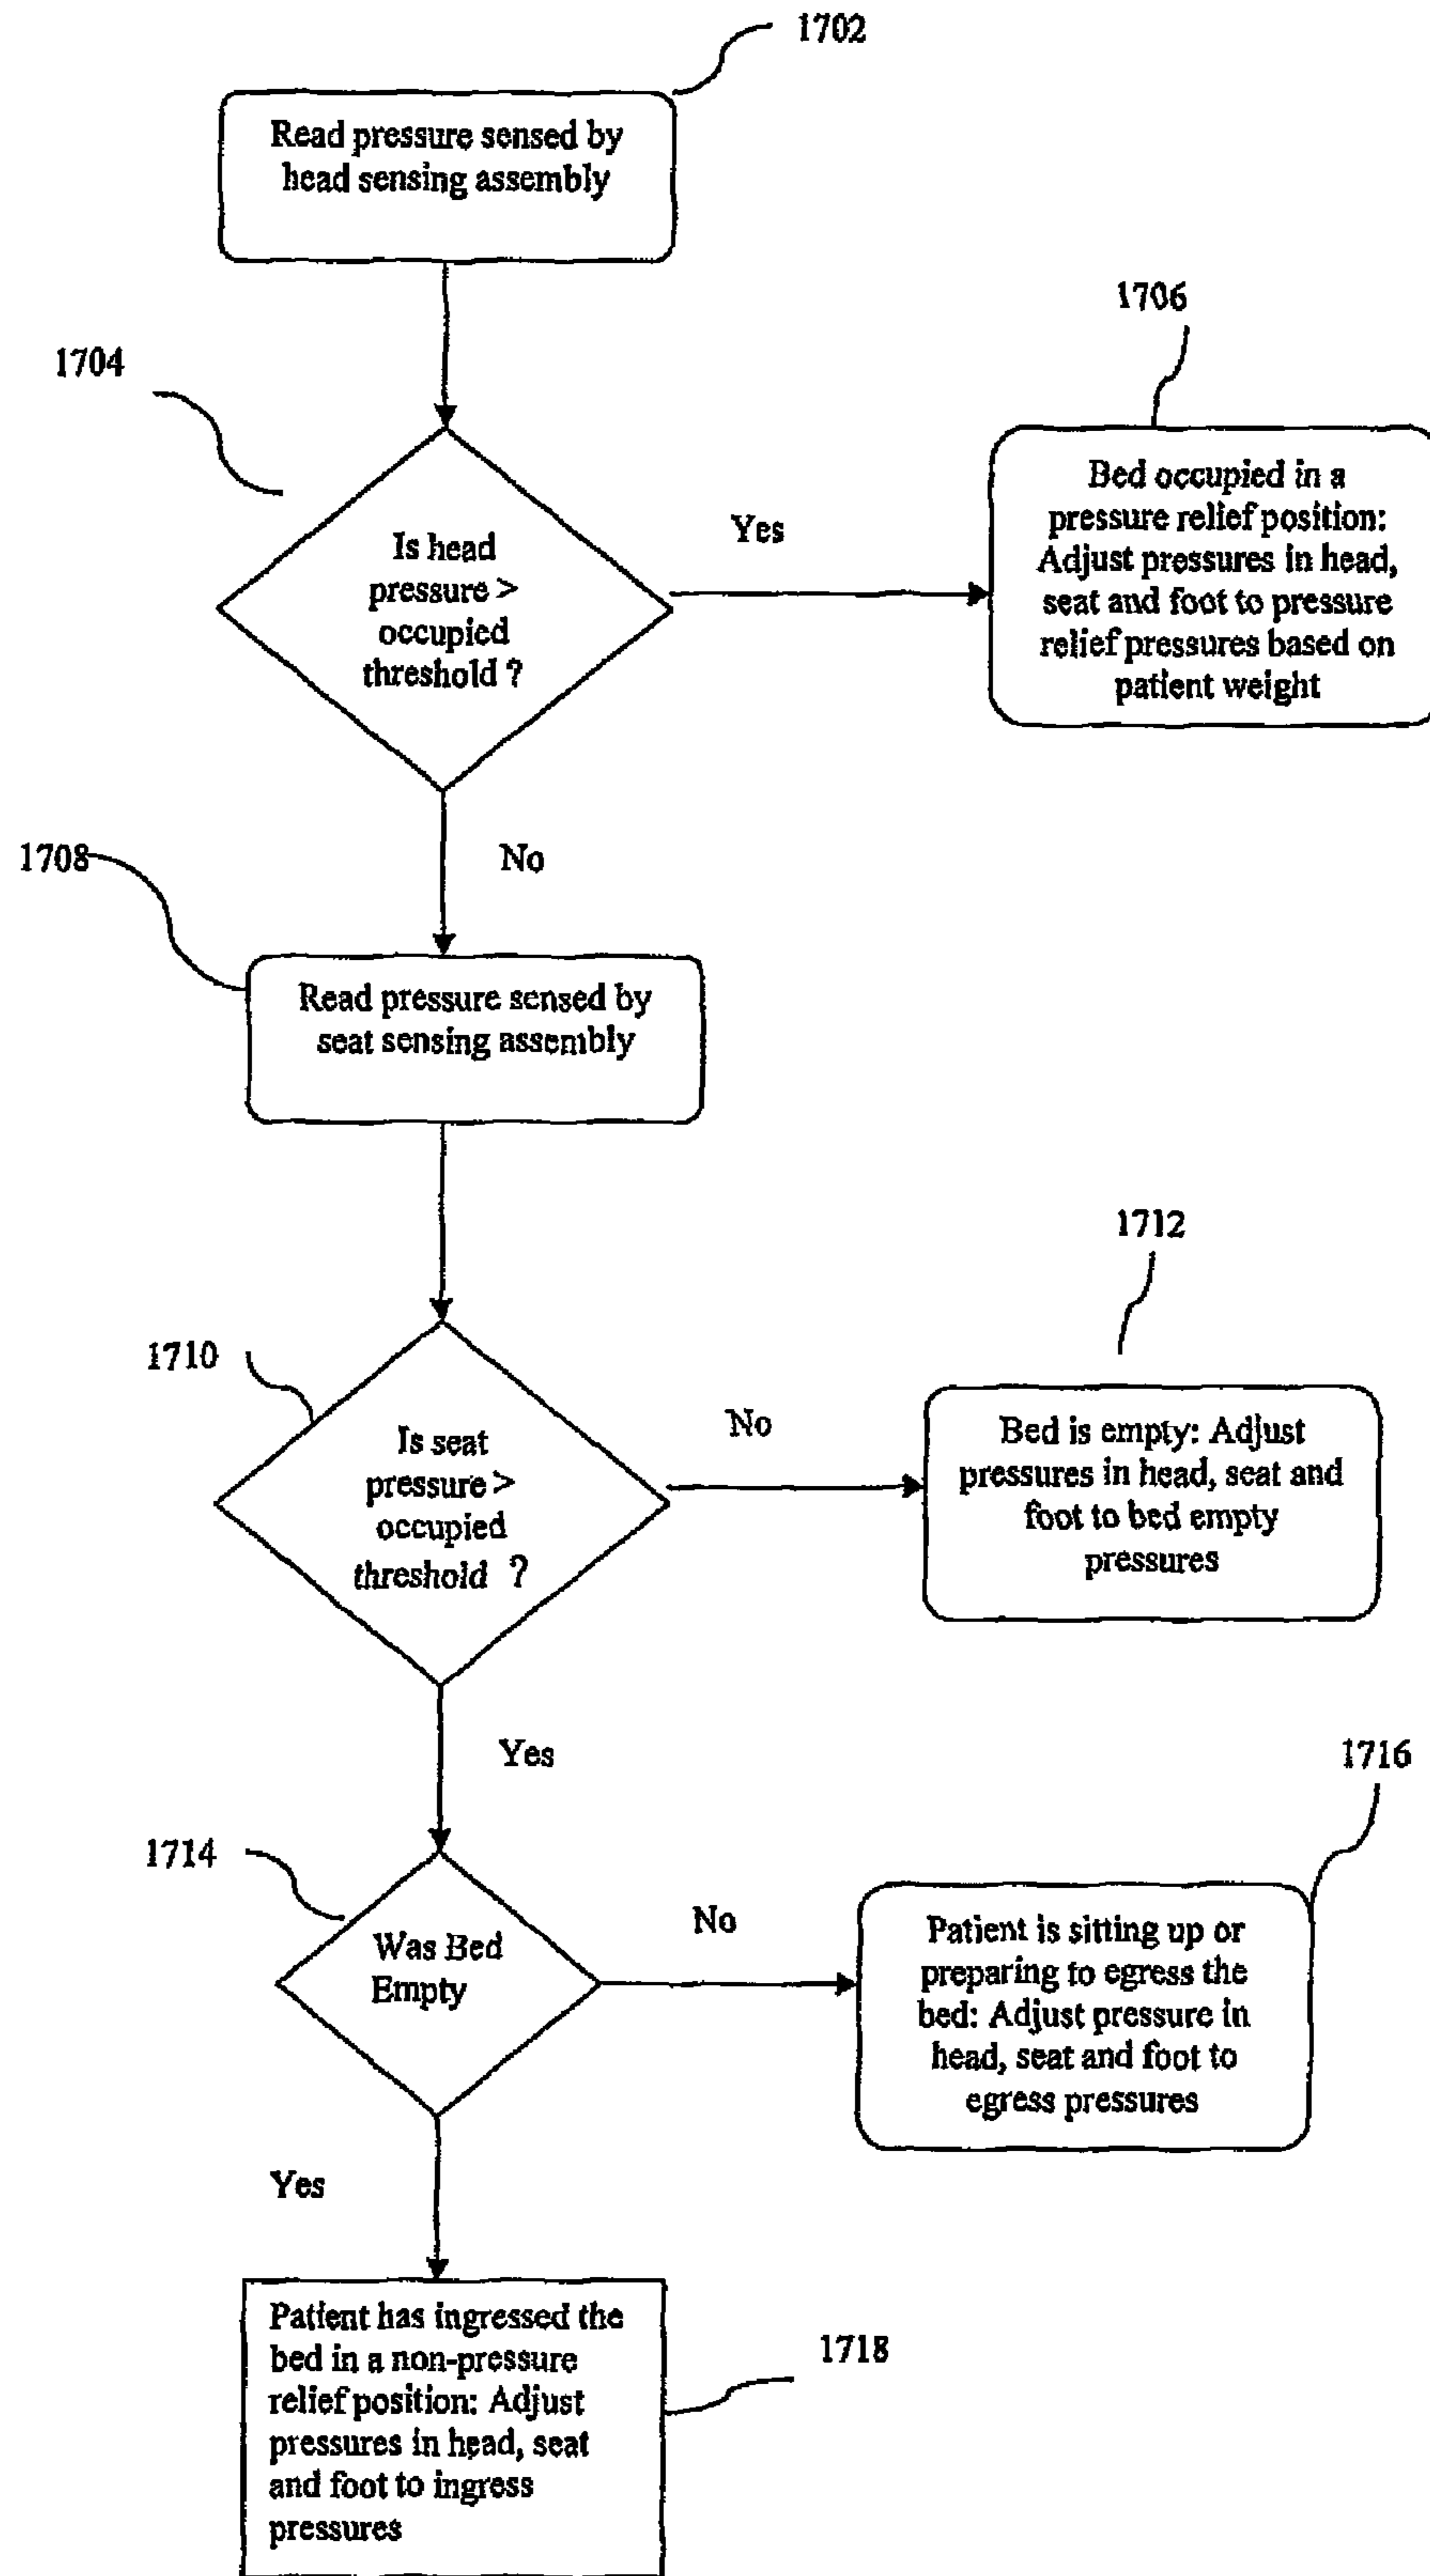 1702
Read pressure sensed by
head sensing assembly
1704
Is head
pressure >
occupied
threshold ?
Yes
1706
Bed occupied in a
pressure relief position:
Adjust pressures in head,
seat and foot to pressure
relief pressures based on
patient weight
No
1708
Read pressure sensed by
seat sensing assembly
1710
Is seat
pressure >
occupied
threshold ?
No
1712
Bed is empty: Adjust
pressures in head, seat and
foot to bed empty
pressures
Yes
1714
Was Bed
Empty
No
1716
Patient is sitting up or
preparing to egress the
bed: Adjust pressure in
head, seat and foot to
egress pressures
Yes
Patient has ingressed the
bed in a non-pressure
relief position: Adjust
pressures in head, seat
and foot to ingress
pressures
1718